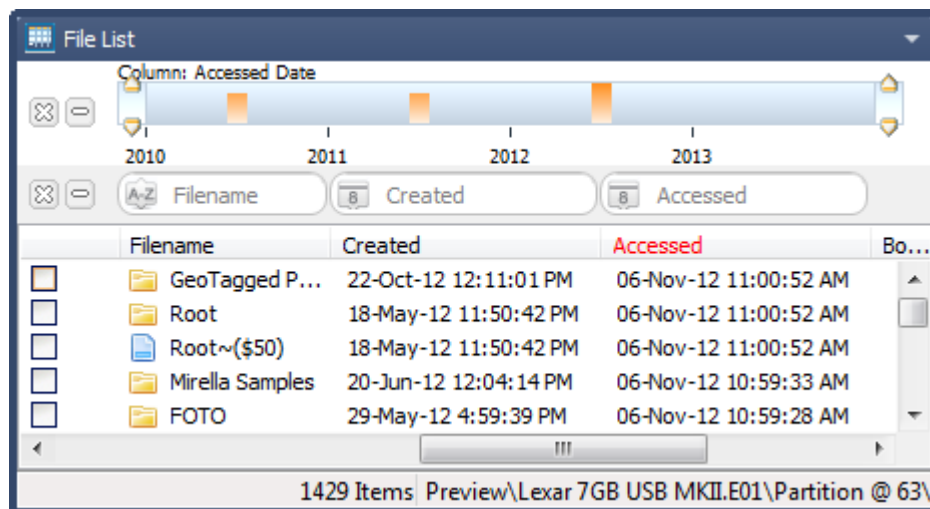 File List
Column: Accessed Date
2010 2011 2012 2013
A-Z Filename 8 Created 8 Accessed
Filename Created Accessed Bo...
GeoTagged P... 22-Oct-12 12:11:01 PM 06-Nov-12 11:00:52 AM
Root 18-May-12 11:50:42 PM 06-Nov-12 11:00:52 AM
Root~($50) 18-May-12 11:50:42 PM 06-Nov-12 11:00:52 AM
Mirella Samples 20-Jun-12 12:04:14 PM 06-Nov-12 10:59:33 AM
FOTO 29-May-12 4:59:39 PM 06-Nov-12 10:59:28 AM
1429 Items Preview\Lexar 7GB USB MKII.E01\Partition @ 63\